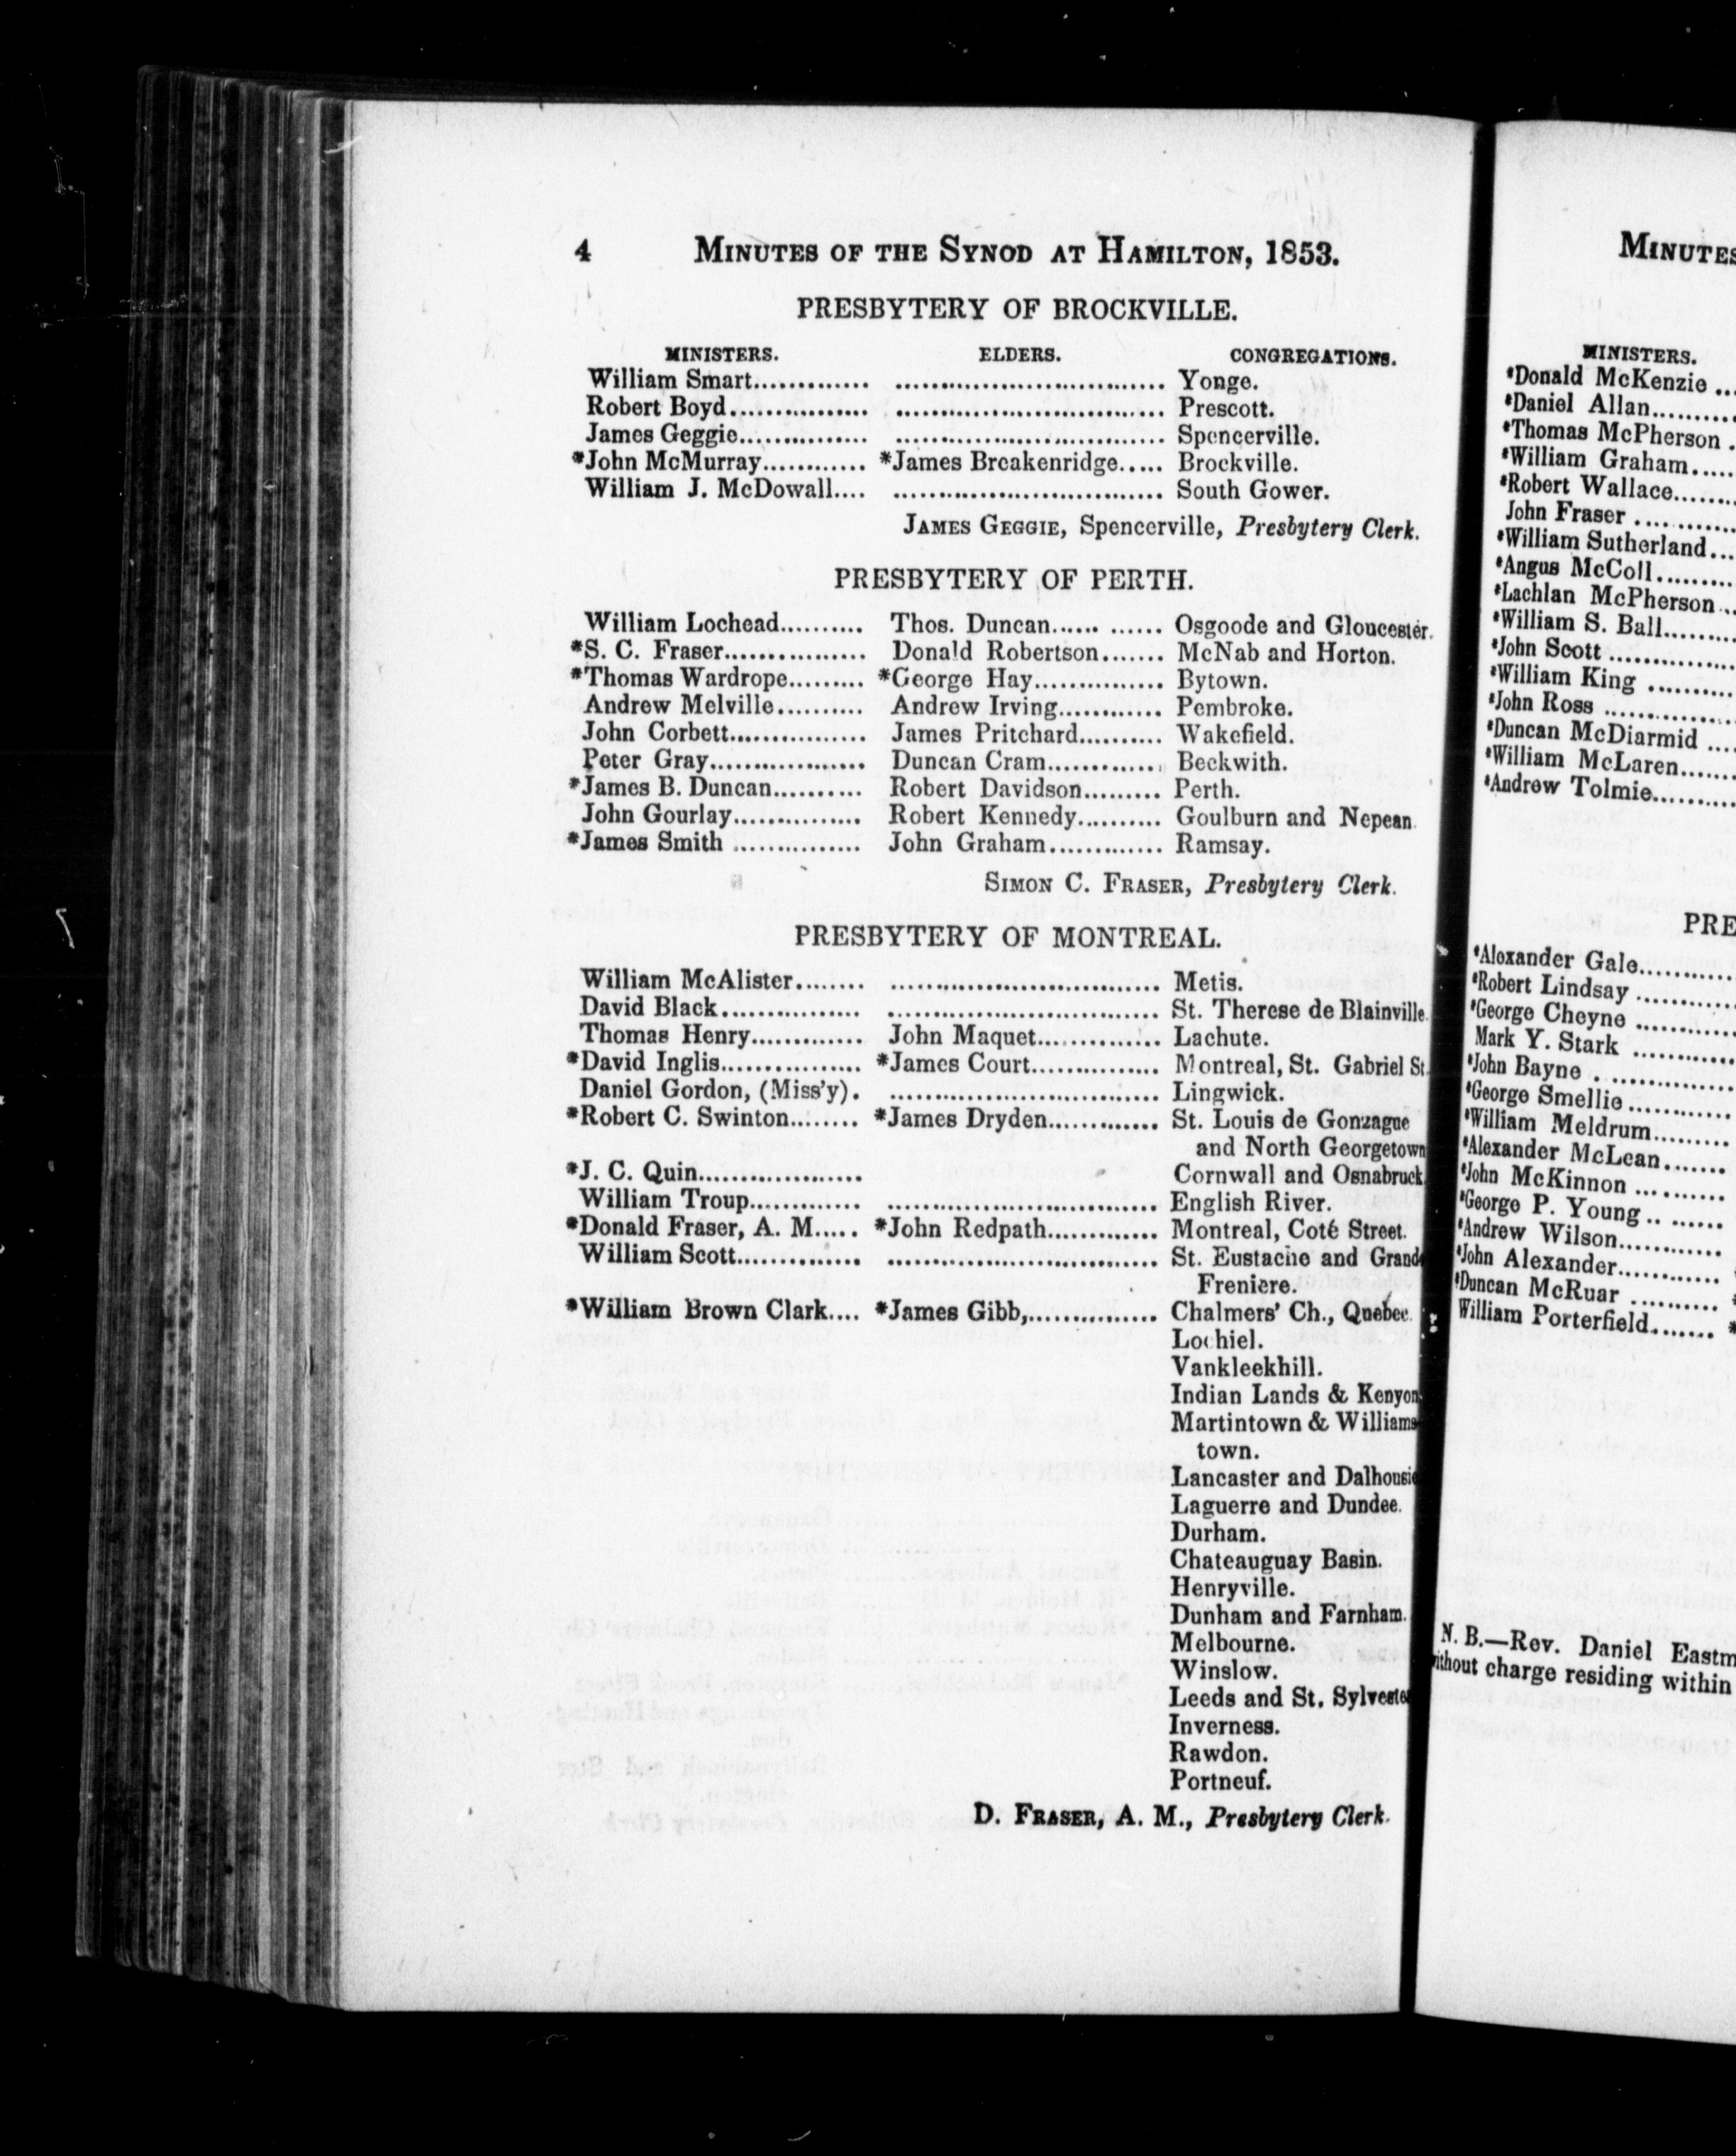 4 MINUTES OF THE SYNOD AT HAMILTON, 1853.
PRESBYTERY OF BROCKVILLE.
MINISTERS. ELDERS. CONGREGATIONS.
William Smart............. .............................. Yonge.
Robert Boyd................ .............................. Prescott.
James Geggie............... .............................. Spencerville.
*John McMurray............ *James Breakenridge..... Brockville.
William J. McDowall.... .............................. South Gower.
JAMES GEGGIE, Spencerville, Presbytery Clerk.
PRESBYTERY OF PERTH.
William Lochead.......... Thos. Duncan...... ...... Osgoode and Gloucester.
*S. C. Fraser................ Donald Robertson....... McNab and Horton.
*Thomas Wardrope......... *George Hay............... Bytown.
Andrew Melville.......... Andrew Irving............ Pembroke.
John Corbett............... James Pritchard.......... Wakefield.
Peter Gray.................. Duncan Cram............. Beckwith.
*James B. Duncan.......... Robert Davidson......... Perth.
John Gourlay............... Robert Kennedy.......... Goulburn and Nepean.
*James Smith .............. John Graham............. Ramsay.
SIMON C. FRASER, Presbytery Clerk.
PRESBYTERY OF MONTREAL.
William McAlister........ .............................. Metis.
David Black................ .............................. St. Therese de Blainville.
Thomas Henry............. John Maquet.............. Lachute.
*David Inglis................ *James Court............... Montreal, St. Gabriel St.
Daniel Gordon, (Miss'y). .............................. Lingwick.
*Robert C. Swinton........ *James Dryden............. St. Louis de Gonzague
and North Georgetown
*J. C. Quin................... Cornwall and Osnabruck.
William Troup............. .............................. English River.
*Donald Fraser, A. M..... *John Redpath............. Montreal, Coté Street.
William Scott.............. .............................. St. Eustache and Grande
Freniere.
*William Brown Clark.... *James Gibb,............... Chalmers' Ch., Quebec.
Lochiel.
Vankleekhill.
Indian Lands & Kenyon.
Martintown & Williams-
town.
Lancaster and Dalhousie
Laguerre and Dundee.
Durham.
Chateauguay Basin.
Henryville.
Dunham and Farnham.
Melbourne.
Winslow.
Leeds and St. Sylvester
Inverness.
Rawdon.
Portneuf.
D. FRASER, A. M., Presbytery Clerk.
MINUTES
MINISTERS.
*Donald McKenzie ...
*Daniel Allan..........
*Thomas McPherson .
*William Graham.....
*Robert Wallace.......
John Fraser ...........
*William Sutherland...
*Angus McColl.........
*Lachlan McPherson...
*William S. Ball........
*John Scott ..............
*William King ..........
*John Ross ..............
*Duncan McDiarmid ....
*William McLaren.......
*Andrew Tolmie..........
PRE
*Alexander Gale...........
*Robert Lindsay ...........
*George Cheyne ...........
Mark Y. Stark ............
*John Bayne . .............
*George Smellie............
*William Meldrum.........
*Alexander McLean.......
*John McKinnon ..........
*George P. Young.. .......
*Andrew Wilson............
*John Alexander............
*Duncan McRuar ..........
William Porterfield....... *
N. B.—Rev. Daniel Eastm
without charge residing within